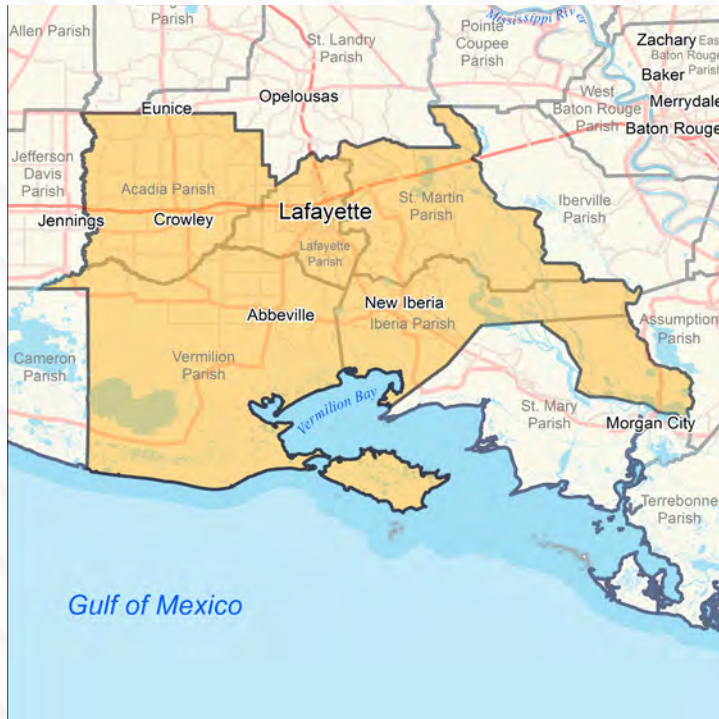 Allen Parish
St. Landry
Parish
Mississippi River
Pointe
Coupee
Parish
Zachary
East
Baton Rouge
Parish
Baker
West
Baton Rouge
Parish
Merrydale
Baton Rouge
Eunice
Opelousas
Jefferson
Davis
Parish
Acadia Parish
St. Martin
Parish
Iberville
Parish
Jennings
Crowley
Lafayette
Lafayette
Parish
Abbeville
New Iberia
Iberia Parish
Assumption
Parish
Cameron
Parish
Vermilion
Parish
Vermilion Bay
St. Mary
Parish
Morgan City
Terrebonne
Parish
Gulf of Mexico